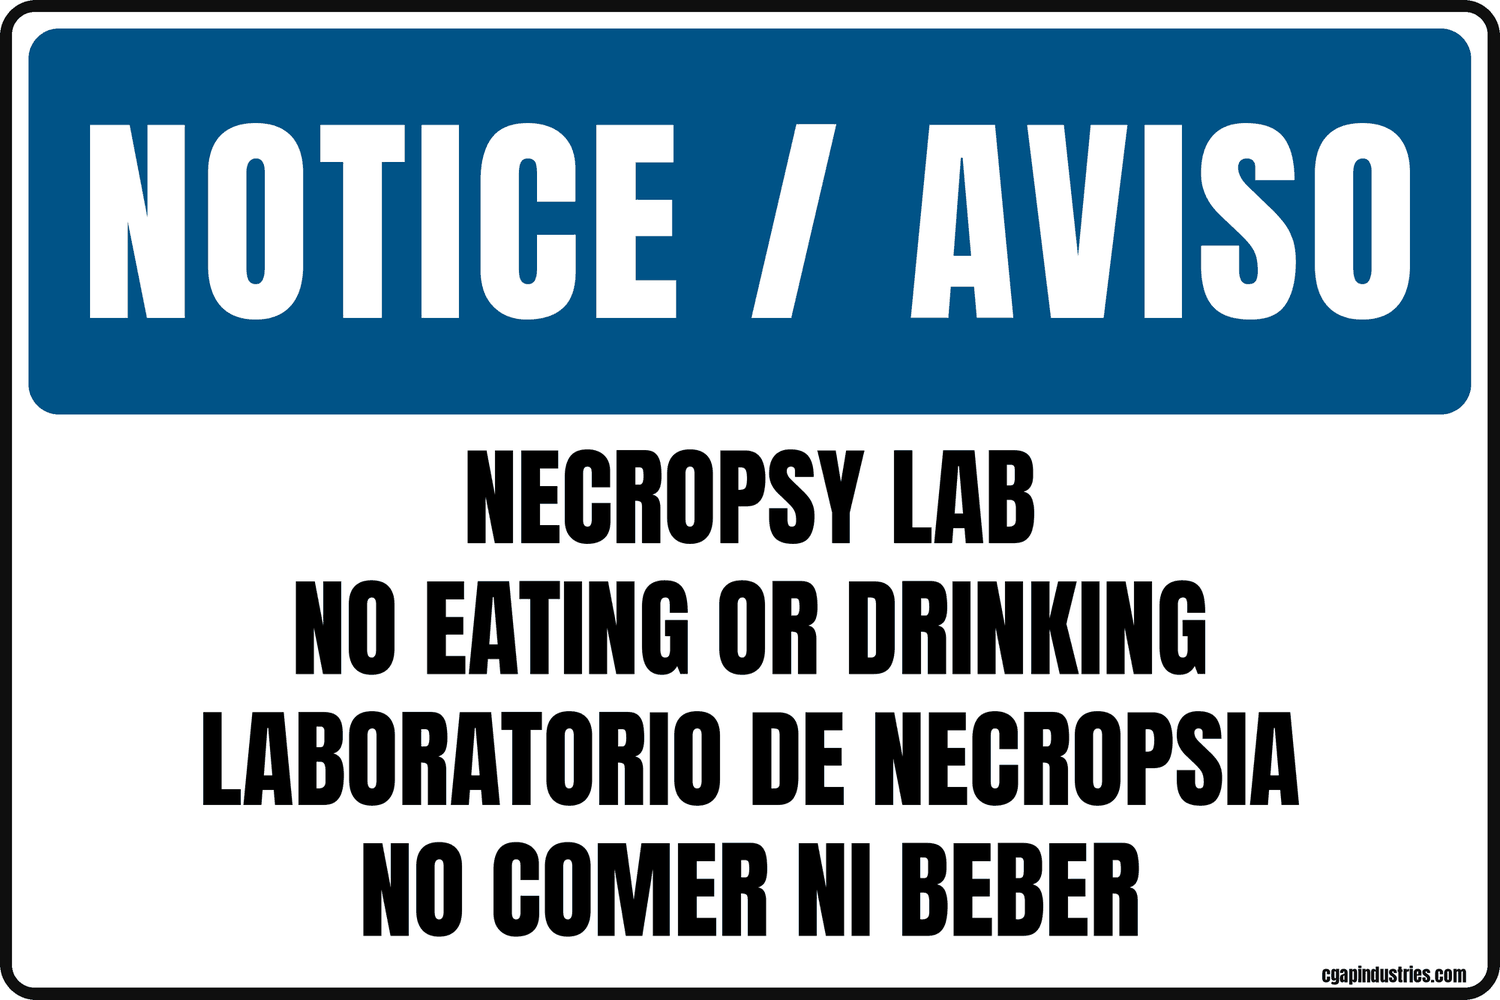 NOTICE / AVISO
NECROPSY LAB
NO EATING OR DRINKING
LABORATORIO DE NECROPSIA
NO COMER NI BEBER
cgapindustries.com